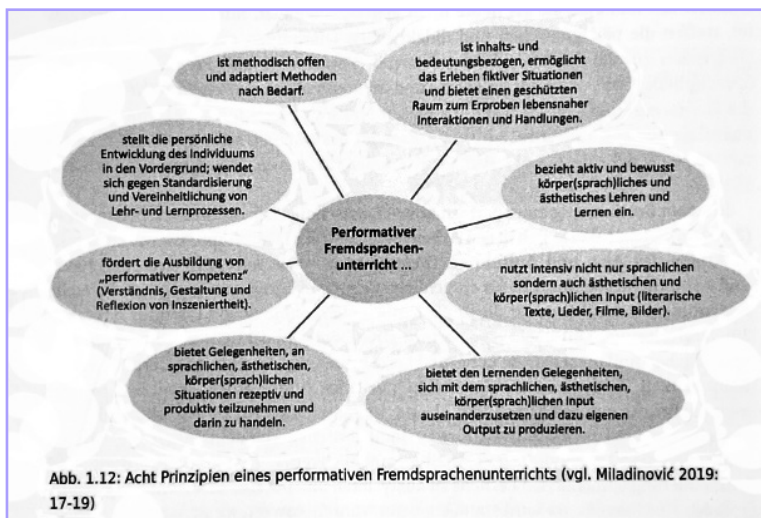 ist methodisch offen
und adaptiert Methoden
nach Bedarf.
ist inhalts- und
bedeutungsbezogen, ermöglicht
das Erleben fiktiver Situationen
und bietet einen geschützten
Raum zum Erproben lebensnaher
Interaktionen und Handlungen.
stellt die persönliche
Entwicklung des Individuums
in den Vordergrund; wendet
sich gegen Standardisierung
und Vereinheitlichung von
Lehr- und Lernprozessen.
bezieht aktiv und bewusst
körper(sprach)liches und
ästhetisches Lehren und
Lernen ein.
Performativer
Fremdsprachen-
unterricht ...
fördert die Ausbildung von
„performativer Kompetenz“
(Verständnis, Gestaltung und
Reflexion von Inszeniertheit).
nutzt intensiv nicht nur sprachlichen
sondern auch ästhetischen und
körper(sprach)lichen Input (literarische
Texte, Lieder, Filme, Bilder).
bietet Gelegenheiten, an
sprachlichen, ästhetischen,
körper(sprach)lichen
Situationen rezeptiv und
produktiv teilzunehmen und
darin zu handeln.
bietet den Lernenden Gelegenheiten,
sich mit dem sprachlichen, ästhetischen,
körper(sprach)lichen Input
auseinanderzusetzen und dazu eigenen
Output zu produzieren.
Abb. 1.12: Acht Prinzipien eines performativen Fremdsprachenunterrichts (vgl. Miladinović 2019:
17-19)